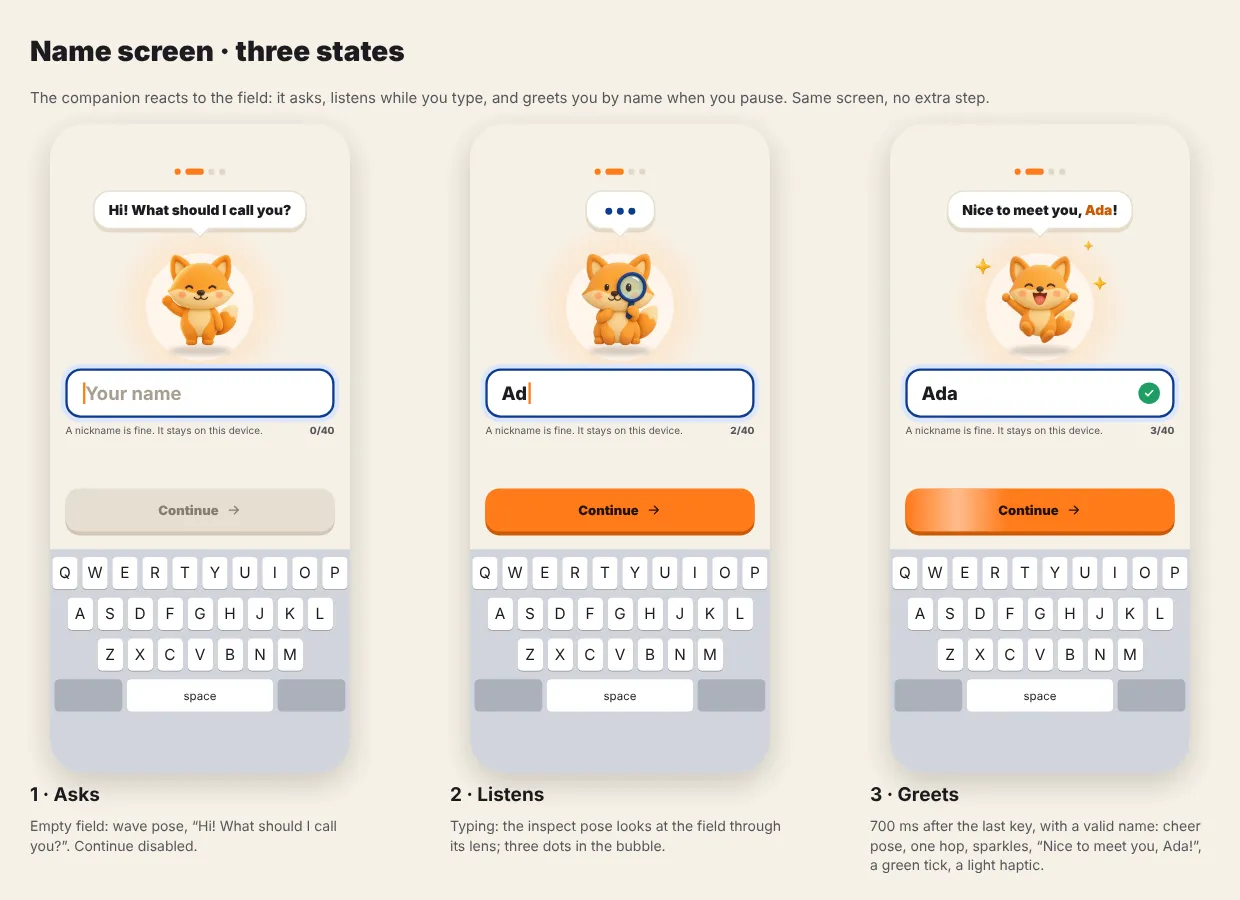 Name screen · three states
The companion reacts to the field: it asks, listens while you type, and greets you by name when you pause. Same screen, no extra step.
Hi! What should I call you?
Your name
A nickname is fine. It stays on this device. 0/40
Continue →
Q W E R T Y U I O P
A S D F G H J K L
Z X C V B N M
space
1 · Asks
Empty field: wave pose, “Hi! What should I call
you?”. Continue disabled.
Ad
A nickname is fine. It stays on this device. 2/40
Continue →
Q W E R T Y U I O P
A S D F G H J K L
Z X C V B N M
space
2 · Listens
Typing: the inspect pose looks at the field through
its lens; three dots in the bubble.
Nice to meet you, Ada!
Ada
A nickname is fine. It stays on this device. 3/40
Continue →
Q W E R T Y U I O P
A S D F G H J K L
Z X C V B N M
space
3 · Greets
700 ms after the last key, with a valid name: cheer
pose, one hop, sparkles, “Nice to meet you, Ada!”,
a green tick, a light haptic.